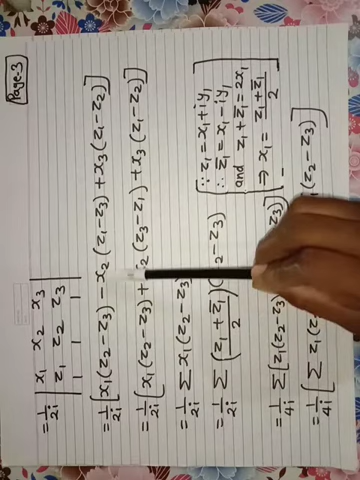 Page-3
= 1/2i | x1 x2 x3 |
| 1 1 1 |
| z1 z2 z3 |
= 1/2i [x1(z2-z3) - x2(z1-z3) + x3(z1-z2)]
= 1/2i [x1(z2-z3) + x2(z3-z1) + x3(z1-z2)]
= 1/2i Σ x1(z2-z3)
= 1/2i Σ ((z1+z̄1)/2)(z2-z3)
[∵ z1 = x1+iy1
∴ z̄1 = x1-iy1
and z1+z̄1 = 2x1
⇒ x1 = (z1+z̄1)/2]
= 1/4i Σ [z1(z2-z3) z3)]
= 1/4i [Σ z1(z2 (z2-z3)]